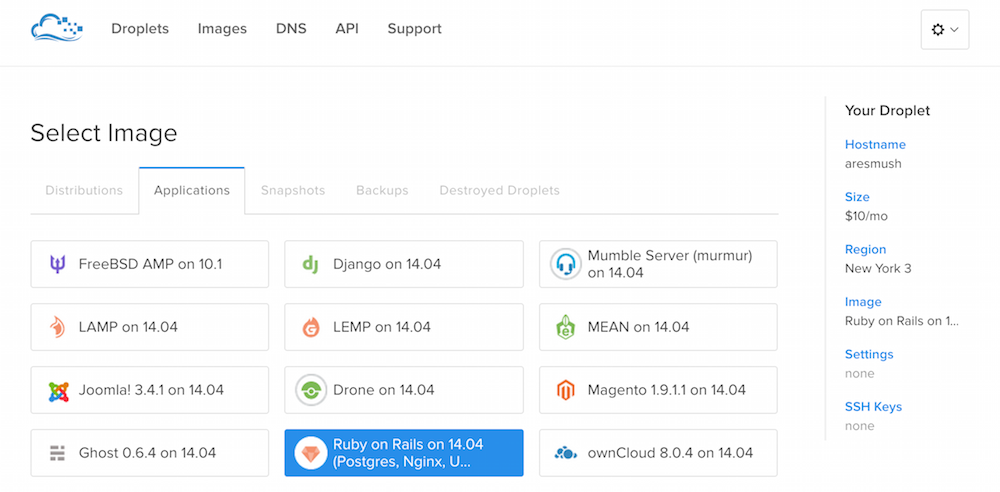 Droplets Images DNS API Support
Select Image
Distributions Applications Snapshots Backups Destroyed Droplets
FreeBSD AMP on 10.1
Django on 14.04
Mumble Server (murmur)
on 14.04
LAMP on 14.04
LEMP on 14.04
MEAN on 14.04
Joomla! 3.4.1 on 14.04
Drone on 14.04
Magento 1.9.1.1 on 14.04
Ghost 0.6.4 on 14.04
Ruby on Rails on 14.04
(Postgres, Nginx, U...
ownCloud 8.0.4 on 14.04
Your Droplet
Hostname
aresmush
Size
$10/mo
Region
New York 3
Image
Ruby on Rails on 1...
Settings
none
SSH Keys
none